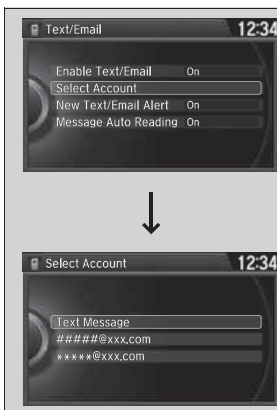 Text/Email 12:34
Enable Text/Email On
Select Account
New Text/Email Alert On
Message Auto Reading On
Select Account 12:34
Text Message
#####@xxx.com
*****@xxx.com